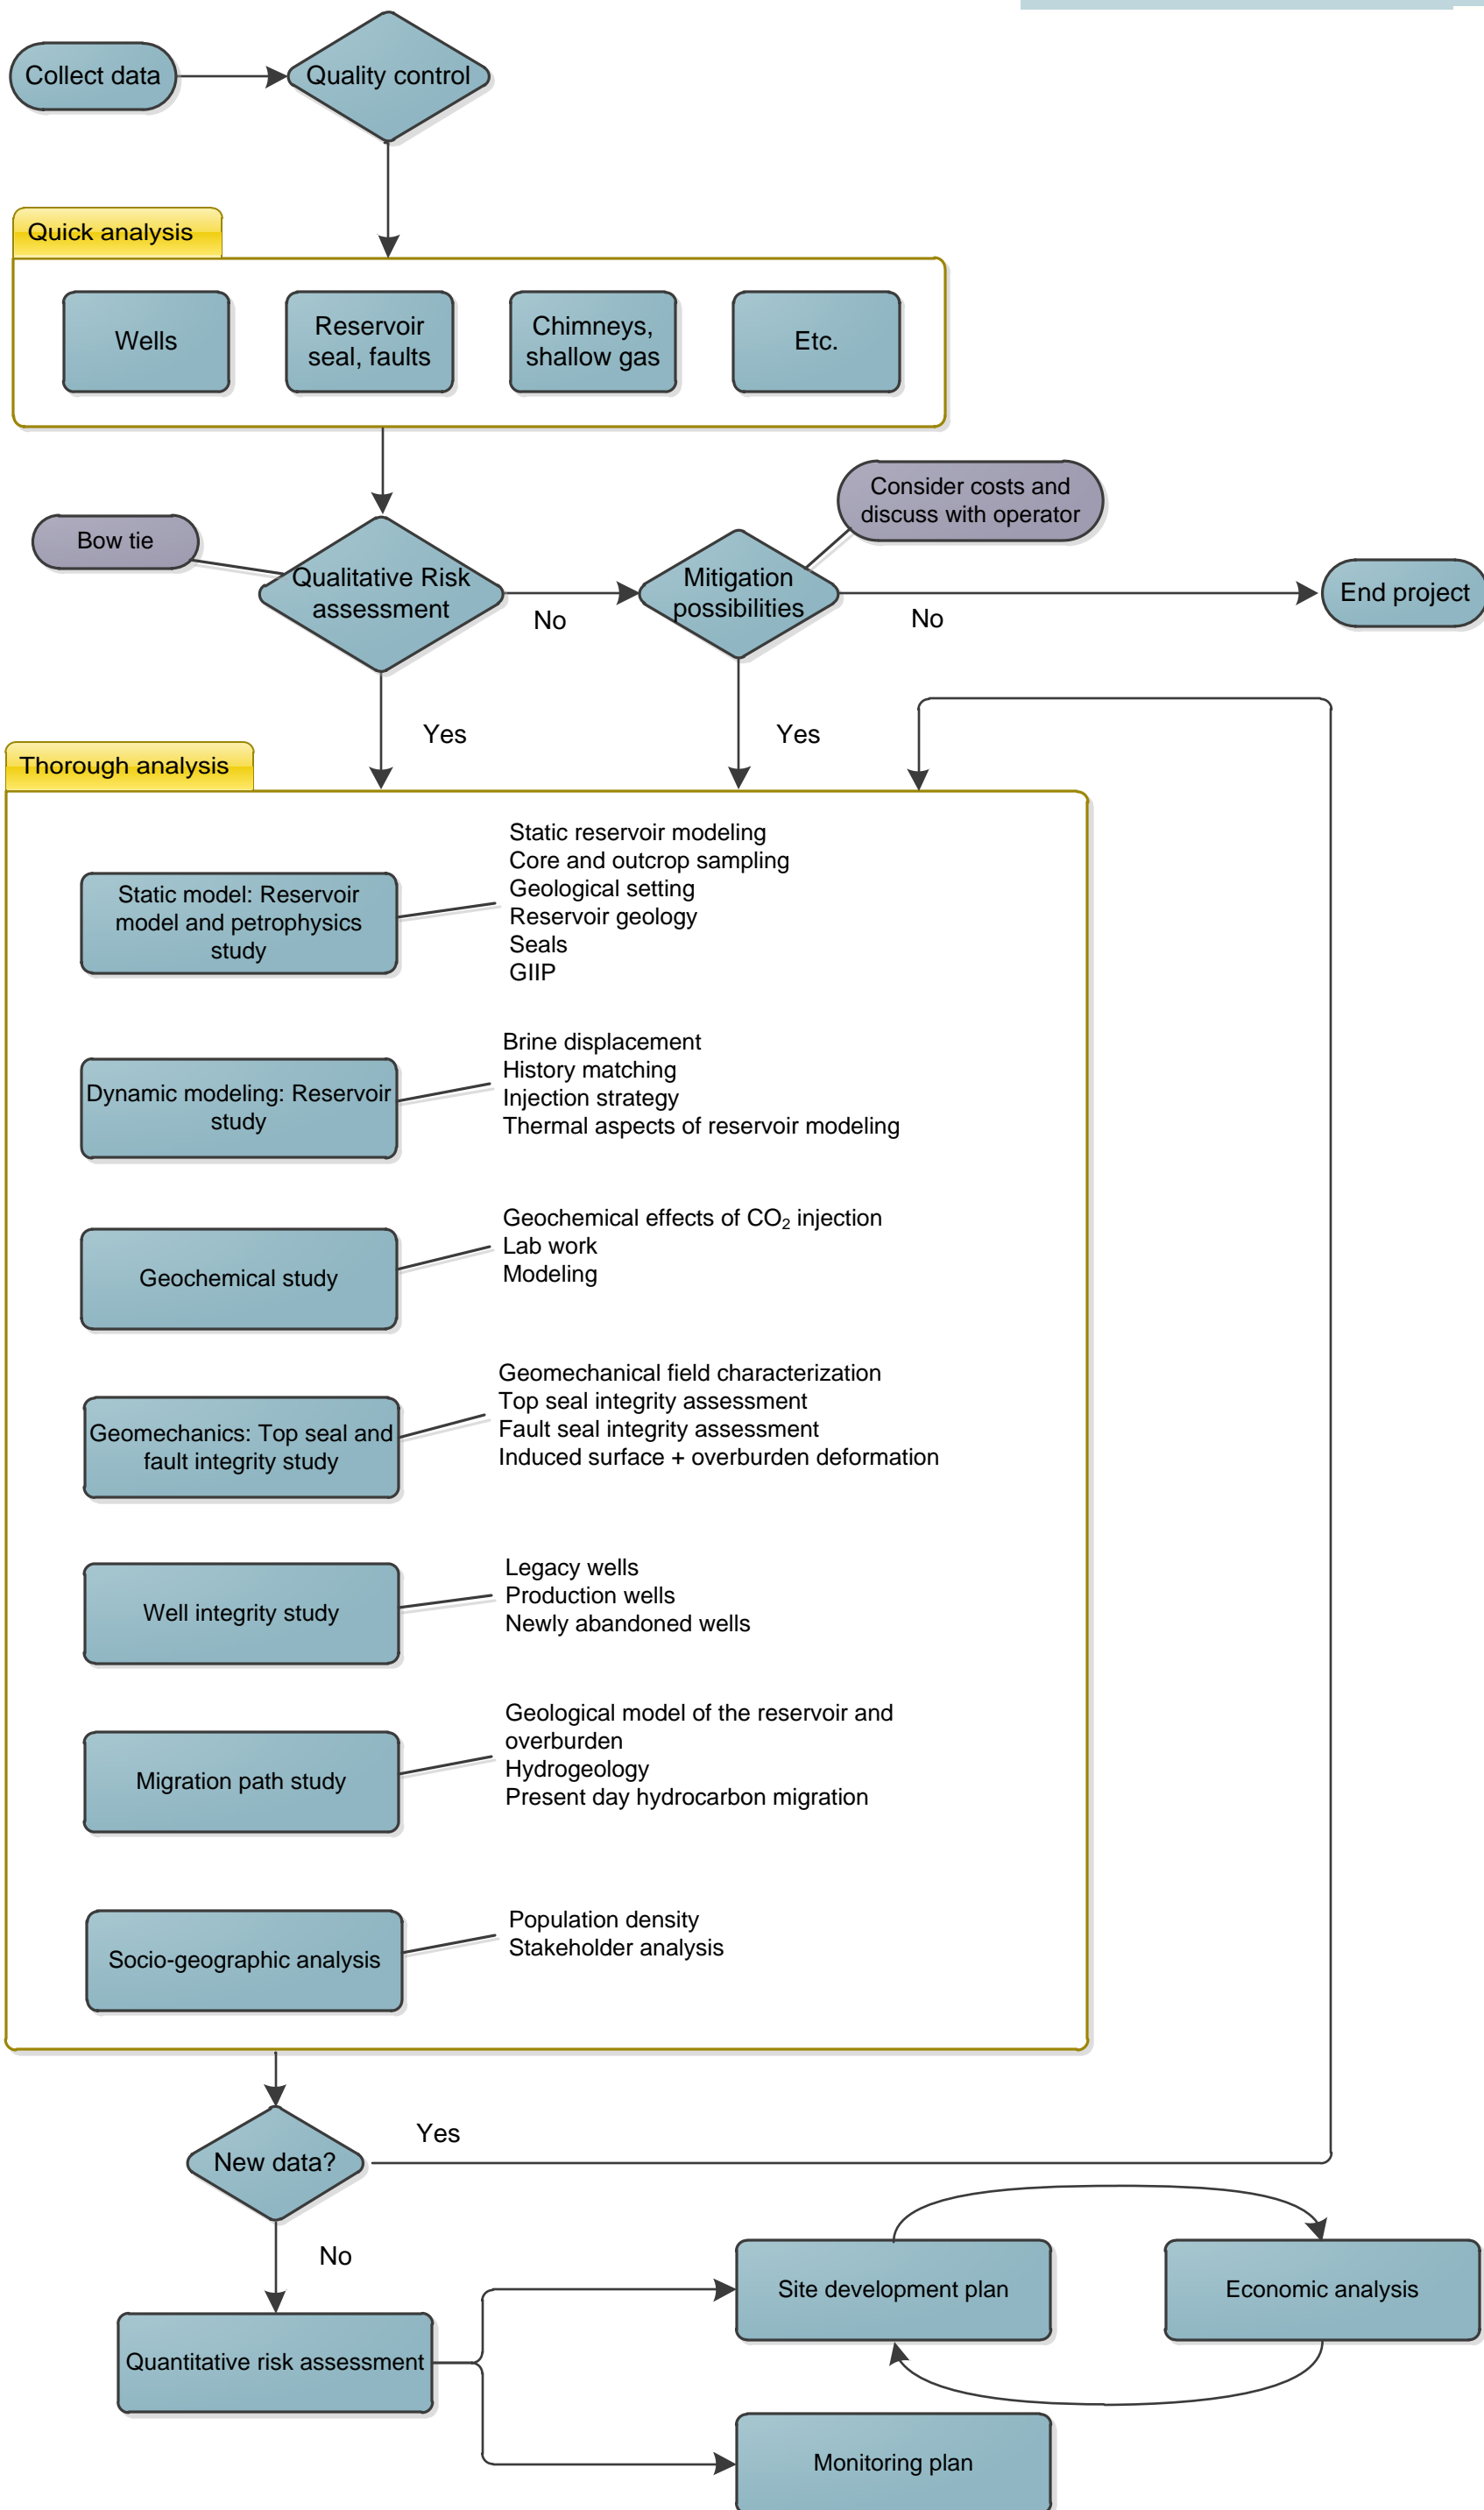 Collect data
Quality control
Quick analysis
Wells
Reservoir
seal, faults
Chimneys,
shallow gas
Etc.
Consider costs and
discuss with operator
Bow tie
Qualitative Risk
assessment
No
Mitigation
possibilities
No
End project
Yes
Yes
Thorough analysis
Static model: Reservoir
model and petrophysics
study
Static reservoir modeling
Core and outcrop sampling
Geological setting
Reservoir geology
Seals
GIIP
Dynamic modeling: Reservoir
study
Brine displacement
History matching
Injection strategy
Thermal aspects of reservoir modeling
Geochemical study
Geochemical effects of CO₂ injection
Lab work
Modeling
Geomechanics: Top seal and
fault integrity study
Geomechanical field characterization
Top seal integrity assessment
Fault seal integrity assessment
Induced surface + overburden deformation
Well integrity study
Legacy wells
Production wells
Newly abandoned wells
Migration path study
Geological model of the reservoir and
overburden
Hydrogeology
Present day hydrocarbon migration
Socio-geographic analysis
Population density
Stakeholder analysis
New data?
Yes
No
Quantitative risk assessment
Site development plan
Economic analysis
Monitoring plan